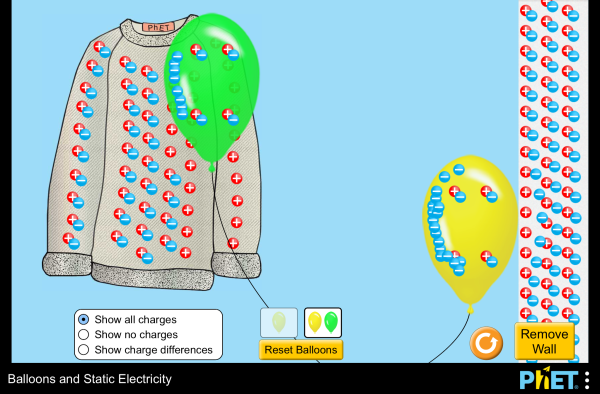 PhET
Show all charges
Show no charges
Show charge differences
Reset Balloons
Remove
Wall
Balloons and Static Electricity
PhET